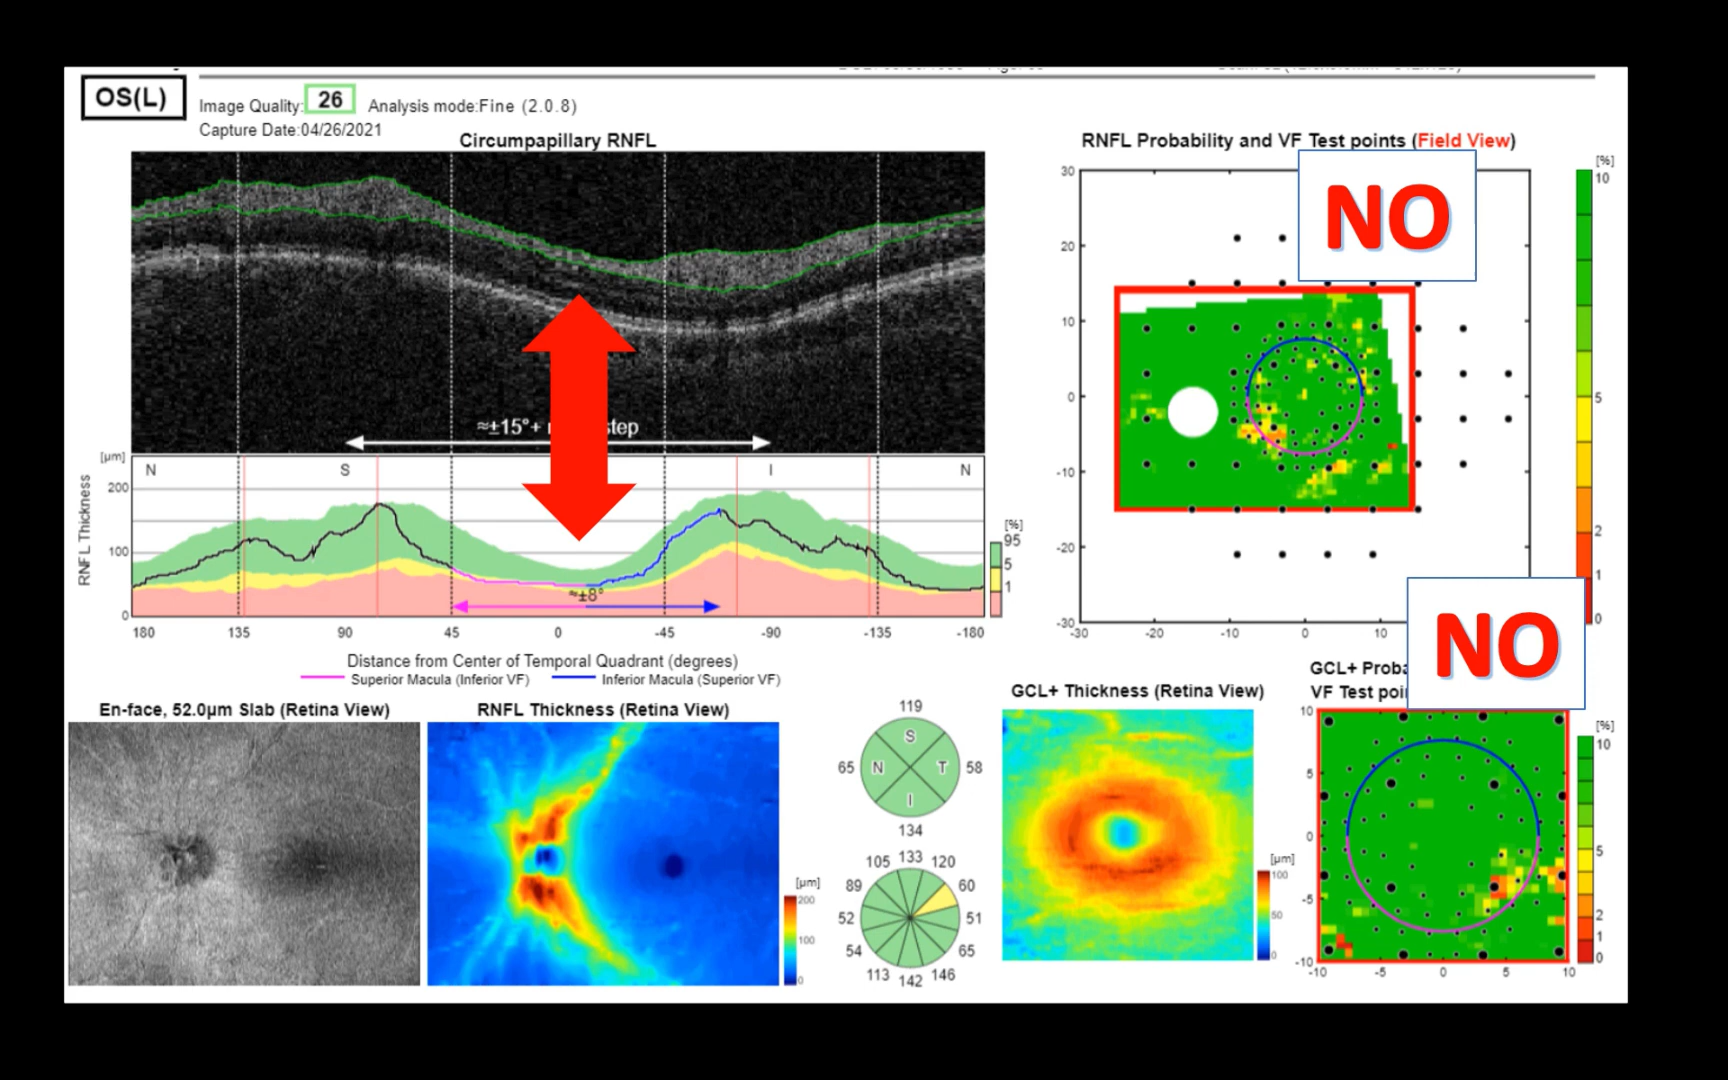 OS(L)
Image Quality: 26 Analysis mode:Fine (2.0.8)
Capture Date:04/26/2021
Circumpapillary RNFL
≈±15°+ step
[μm]
N S I N
200
100
0
RNFL Thickness
≈±8°
[%]
95
5
1
180 135 90 45 0 -45 -90 -135 -180
Distance from Center of Temporal Quadrant (degrees)
Superior Macula (Inferior VF) Inferior Macula (Superior VF)
RNFL Probability and VF Test points (Field View)
NO
30
20
10
0
-10
-20
-30
-30 -20 -10 0 10
[%]
10
5
2
1
0
NO
En-face, 52.0μm Slab (Retina View)
RNFL Thickness (Retina View)
[μm]
200
100
0
119
S
65 N T 58
I
134
105 133 120
89 60
52 51
54 65
113 142 146
GCL+ Thickness (Retina View)
[μm]
100
50
0
GCL+
VF Test
10
5
0
-5
-10
-10 -5 0 5 10
[%]
10
5
2
1
0